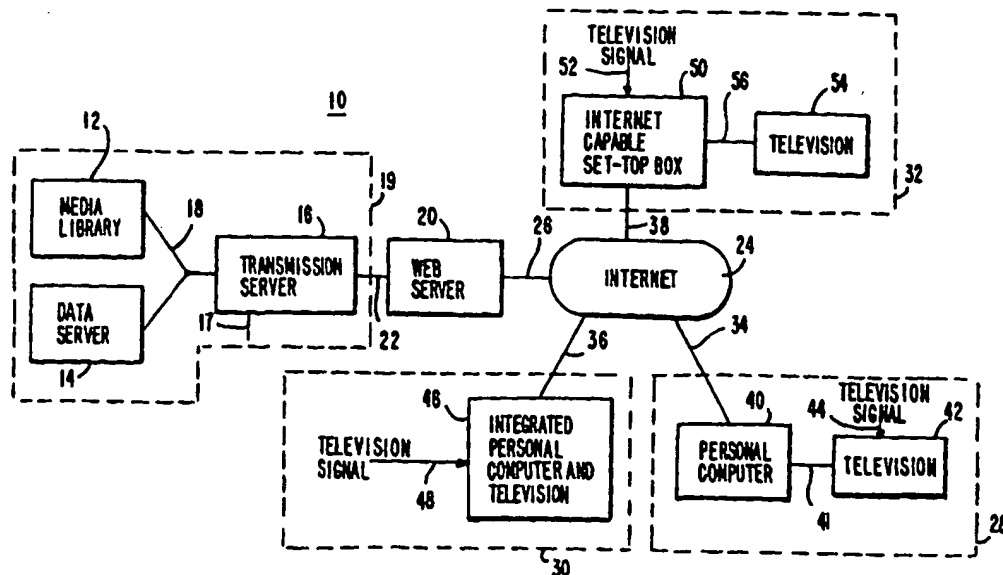 TELEVISION
SIGNAL
52
50
56
54
INTERNET
CAPABLE
SET-TOP BOX
TELEVISION
32
38
10
12
19
MEDIA
LIBRARY
18
16
TRANSMISSION
SERVER
DATA
SERVER
14
17
22
20
WEB
SERVER
26
INTERNET
24
36
34
46
TELEVISION
SIGNAL
48
INTEGRATED
PERSONAL
COMPUTER AND
TELEVISION
30
TELEVISION
SIGNAL
44
40
42
PERSONAL
COMPUTER
TELEVISION
41
28